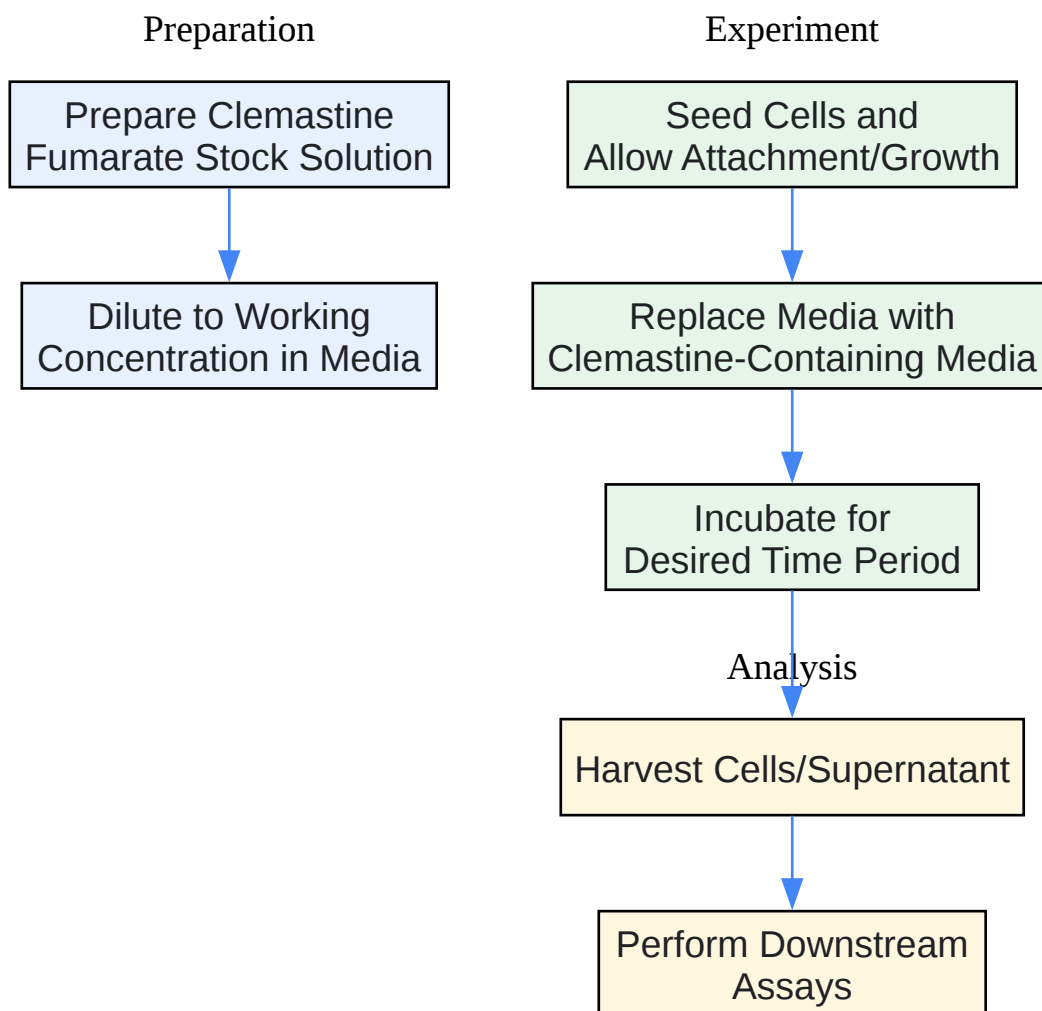 Preparation
Prepare Clemastine
Fumarate Stock Solution
Dilute to Working
Concentration in Media
Experiment
Seed Cells and
Allow Attachment/Growth
Replace Media with
Clemastine-Containing Media
Incubate for
Desired Time Period
Analysis
Harvest Cells/Supernatant
Perform Downstream
Assays